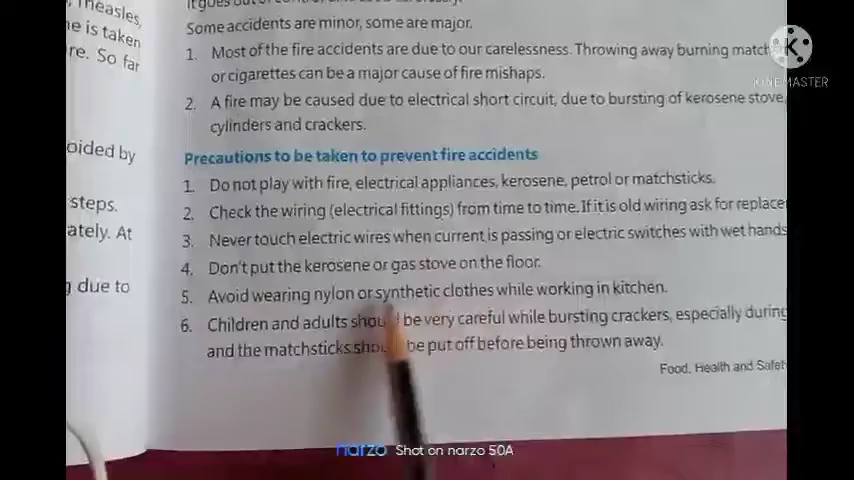 measles,
e is taken
re. So far
oided by
steps.
ately. At
g due to
Some accidents are minor, some are major.
1. Most of the fire accidents are due to our carelessness. Throwing away burning match
or cigarettes can be a major cause of fire mishaps.
2. A fire may be caused due to electrical short circuit, due to bursting of kerosene stove,
cylinders and crackers.
Precautions to be taken to prevent fire accidents
1. Do not play with fire, electrical appliances, kerosene, petrol or matchsticks.
2. Check the wiring (electrical fittings) from time to time. If it is old wiring ask for replace
3. Never touch electric wires when current is passing or electric switches with wet hands
4. Don't put the kerosene or gas stove on the floor.
5. Avoid wearing nylon or synthetic clothes while working in kitchen.
6. Children and adults should be very careful while bursting crackers, especially during
and the matchsticks should be put off before being thrown away.
Food, Health and Safet
K
KINEMASTER
narzo Shot on narzo 50A